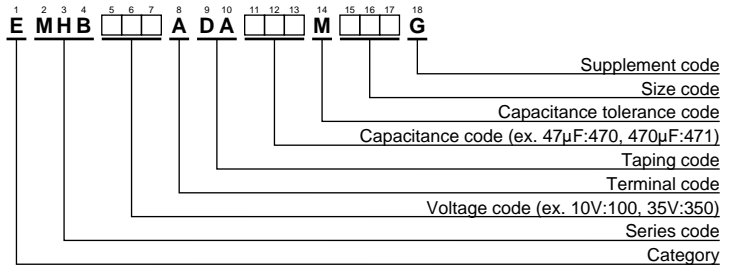 1 2 3 4 5 6 7 8 9 10 11 12 13 14 15 16 17 18
E MHB □□□ A DA □□□ M □□□ G
Supplement code
Size code
Capacitance tolerance code
Capacitance code (ex. 47µF:470, 470µF:471)
Taping code
Terminal code
Voltage code (ex. 10V:100, 35V:350)
Series code
Category